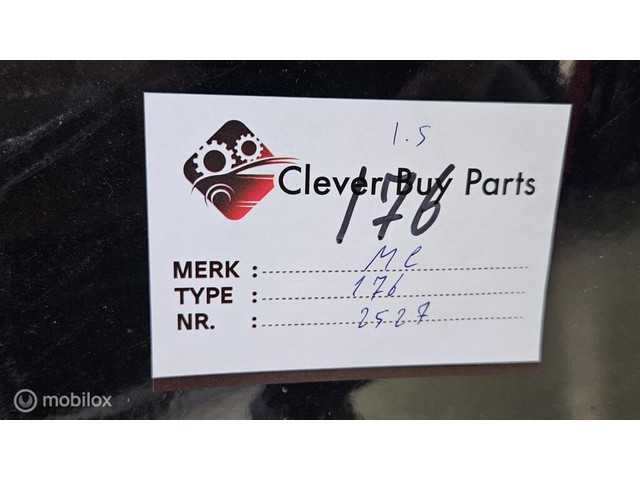 1.5
Clever Buy Parts
176
MERK : MC
TYPE : 176
NR. : 2527
mobilox